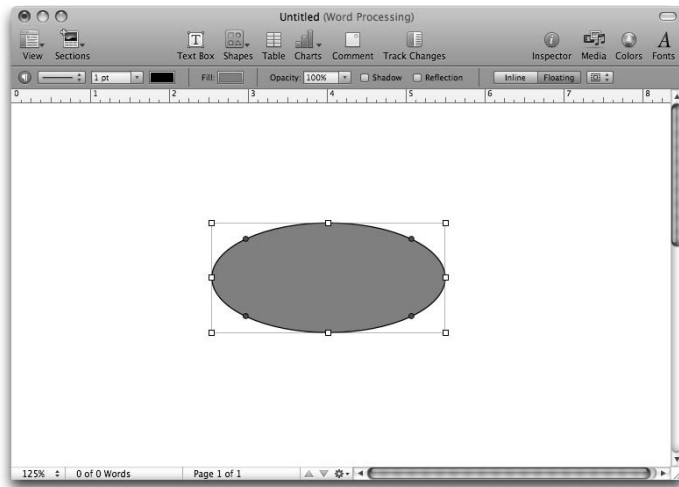 Untitled (Word Processing)
View Sections Text Box Shapes Table Charts Comment Track Changes Inspector Media Colors Fonts
1 pt Fill: Opacity: 100% Shadow Reflection Inline Floating
0 1 2 3 4 5 6 7 8
125% 0 of 0 Words Page 1 of 1